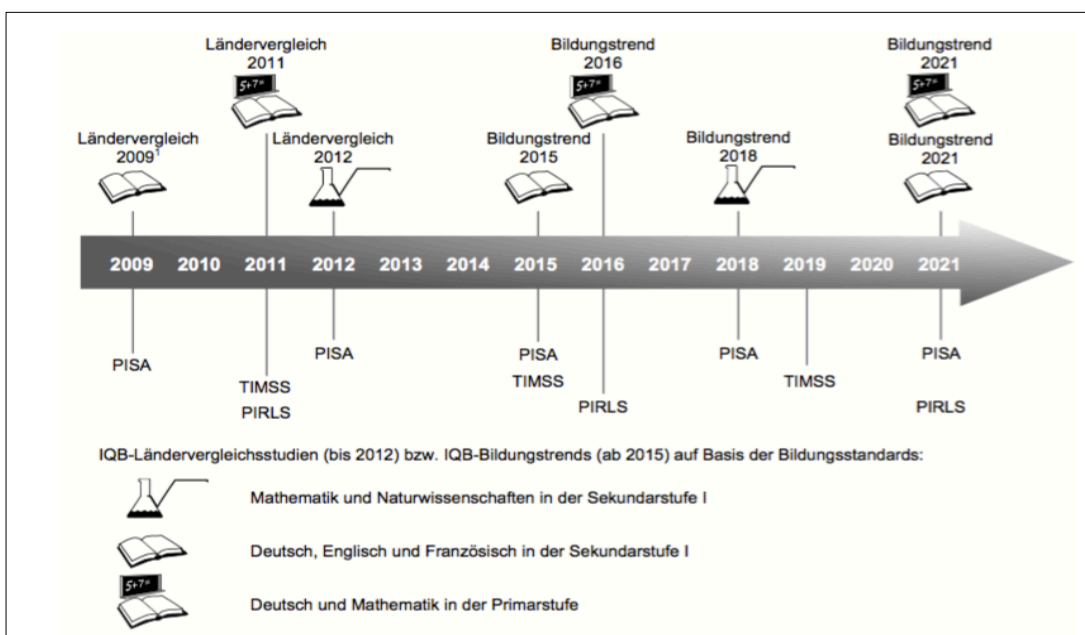 Ländervergleich
2011
5+7=
Bildungstrend
2016
5+7=
Bildungstrend
2021
5+7=
Ländervergleich
2009¹
Ländervergleich
2012
Bildungstrend
2015
Bildungstrend
2018
Bildungstrend
2021
2009 2010 2011 2012 2013 2014 2015 2016 2017 2018 2019 2020 2021
PISA
TIMSS
PIRLS
PISA
PISA
TIMSS
PIRLS
PISA
TIMSS
PISA
PIRLS
IQB-Ländervergleichsstudien (bis 2012) bzw. IQB-Bildungstrends (ab 2015) auf Basis der Bildungsstandards:
Mathematik und Naturwissenschaften in der Sekundarstufe I
Deutsch, Englisch und Französisch in der Sekundarstufe I
5+7=
Deutsch und Mathematik in der Primarstufe